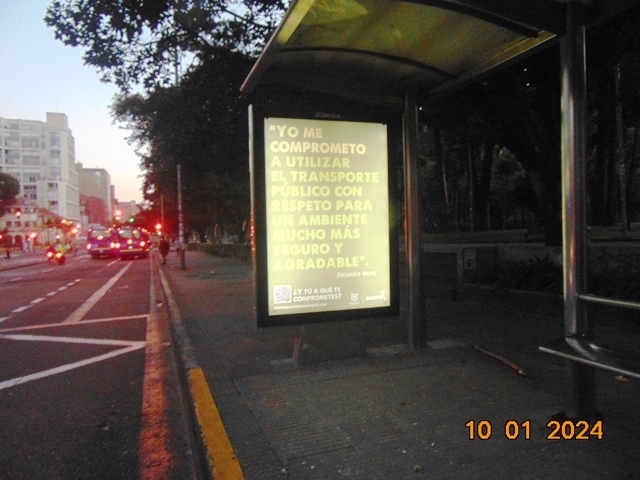 "YO ME
COMPROMETO
A UTILIZAR
EL TRANSPORTE
PÚBLICO CON
RESPETO PARA
UN AMBIENTE
MUCHO MÁS
SEGURO Y
AGRADABLE".
Alejandra Reyes
¿Y TÚ A QUÉ TE
COMPROMETES?
10 01 2024